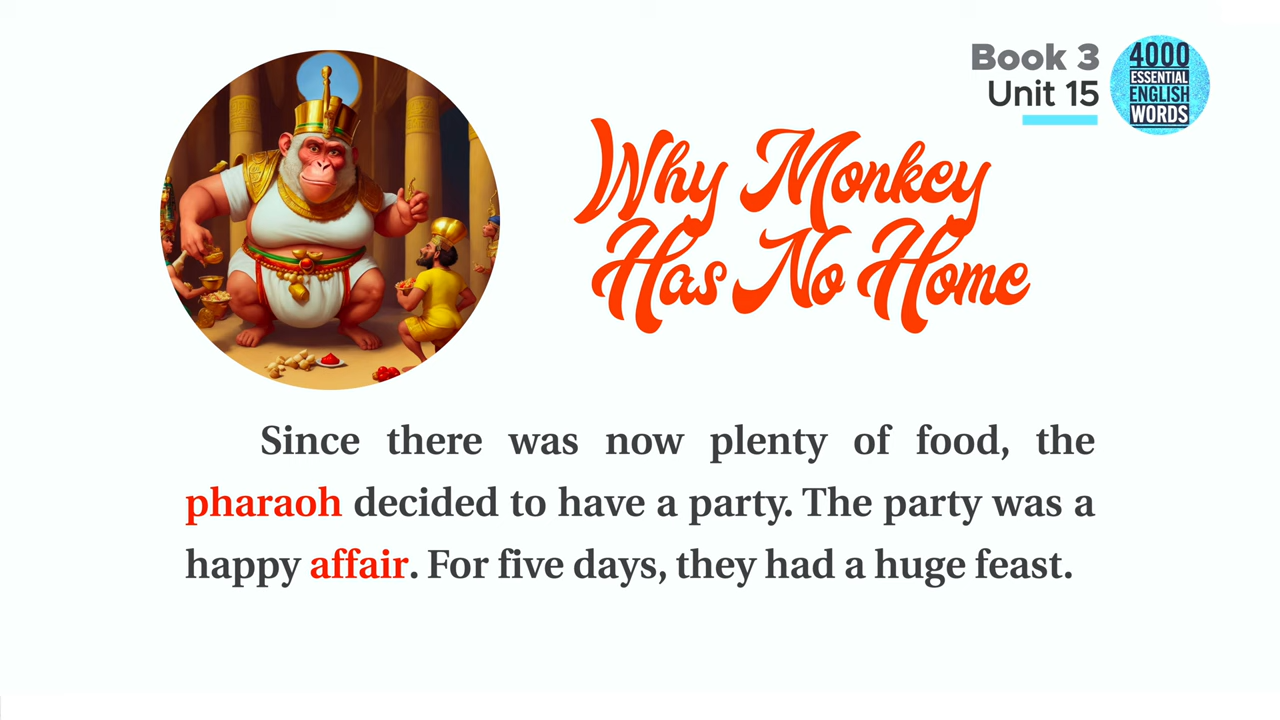 Book 3
Unit 15
4000
ESSENTIAL
ENGLISH
WORDS
Why Monkey
Has No Home
Since there was now plenty of food, the
pharaoh decided to have a party. The party was a
happy affair. For five days, they had a huge feast.